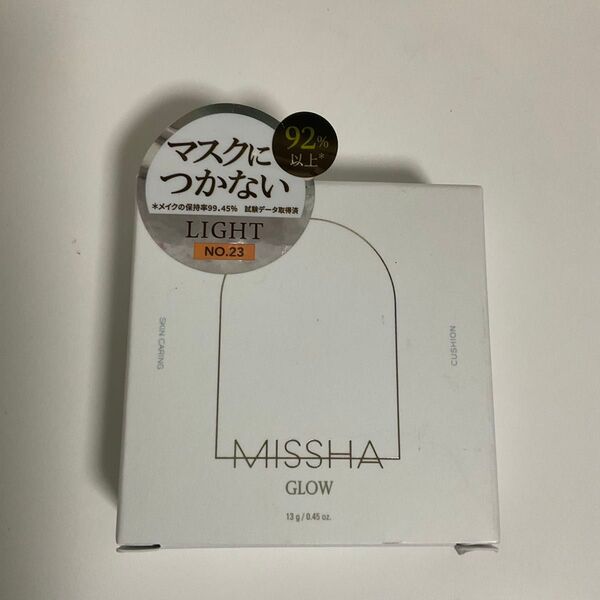 92%
以上*
マスクに
つかない
*メイクの保持率99.45% 試験データ取得済
LIGHT
NO.23
SKIN CARING
CUSHION
MISSHA
GLOW
13 g / 0.45 oz.